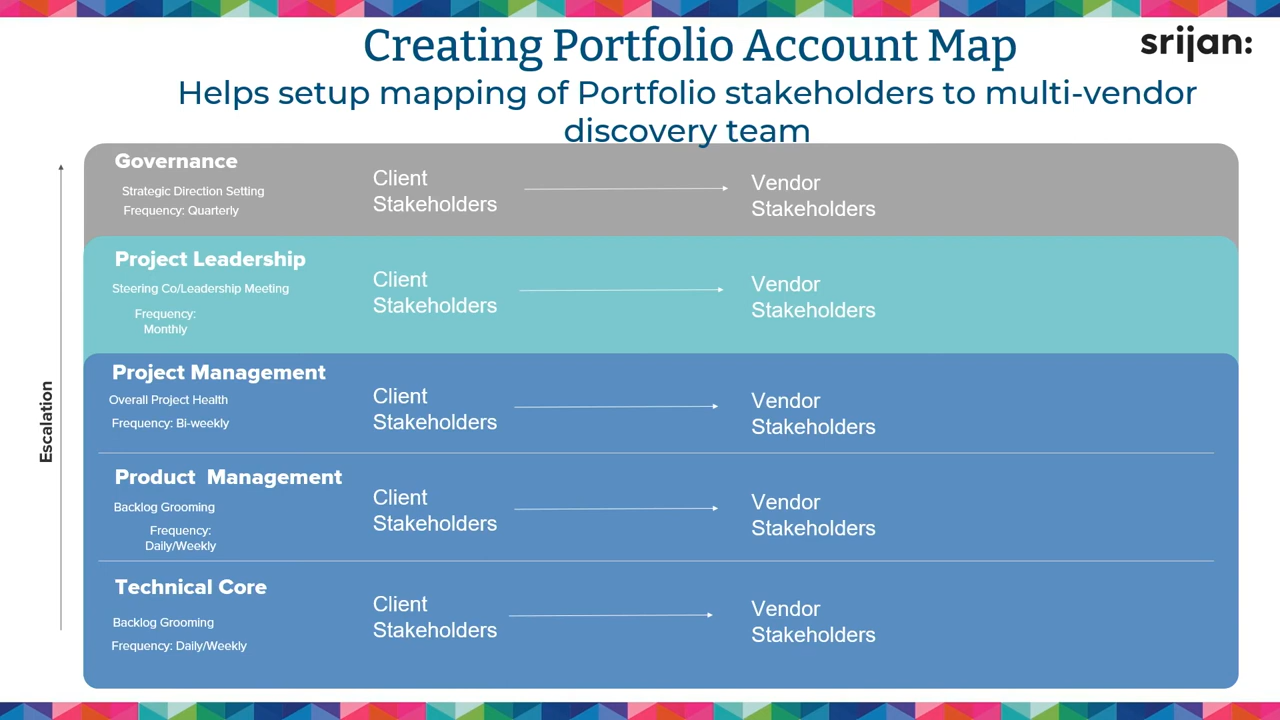 Creating Portfolio Account Map
srijan:
Helps setup mapping of Portfolio stakeholders to multi-vendor
discovery team
Escalation
Governance
Strategic Direction Setting
Frequency: Quarterly
Client
Stakeholders
Vendor
Stakeholders
Project Leadership
Steering Co/Leadership Meeting
Frequency:
Monthly
Client
Stakeholders
Vendor
Stakeholders
Project Management
Overall Project Health
Frequency: Bi-weekly
Client
Stakeholders
Vendor
Stakeholders
Product  Management
Backlog Grooming
Frequency:
Daily/Weekly
Client
Stakeholders
Vendor
Stakeholders
Technical Core
Backlog Grooming
Frequency: Daily/Weekly
Client
Stakeholders
Vendor
Stakeholders